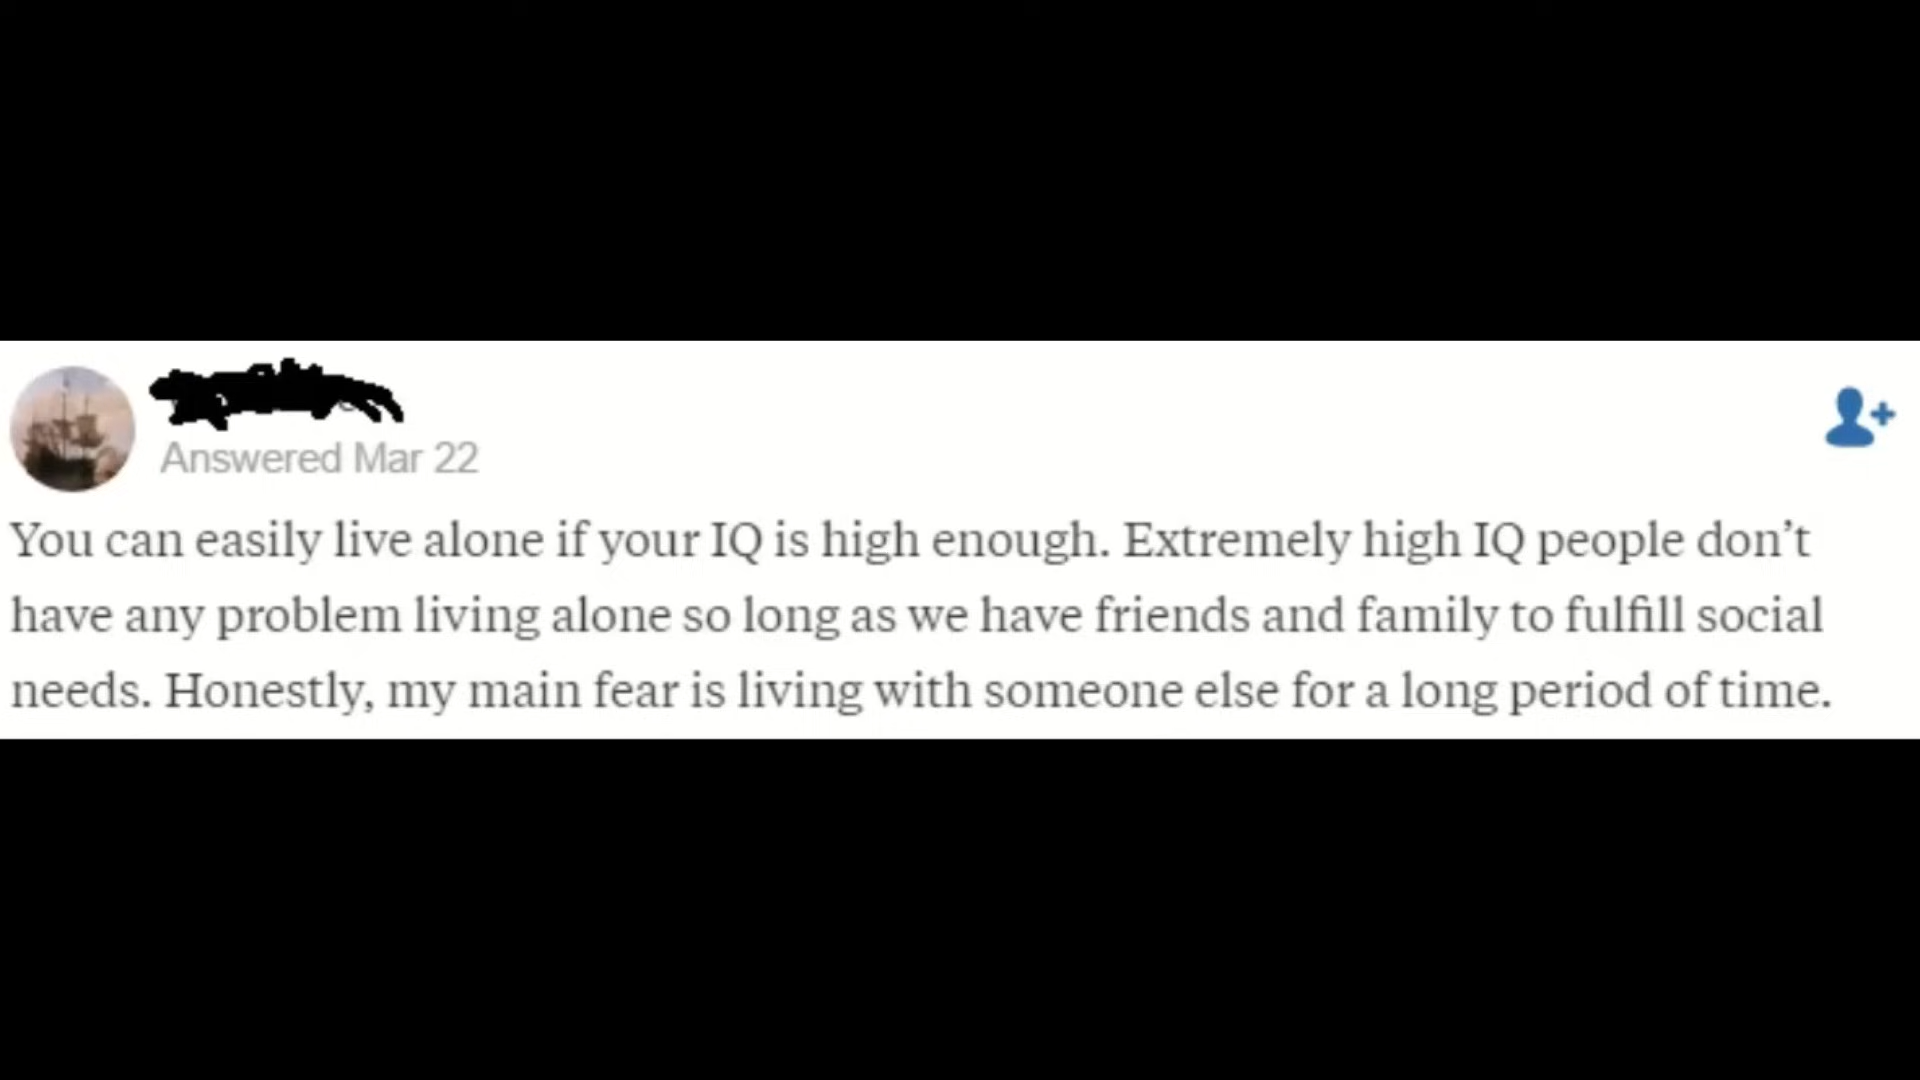 Answered Mar 22
You can easily live alone if your IQ is high enough. Extremely high IQ people don’t
have any problem living alone so long as we have friends and family to fulfill social
needs. Honestly, my main fear is living with someone else for a long period of time.